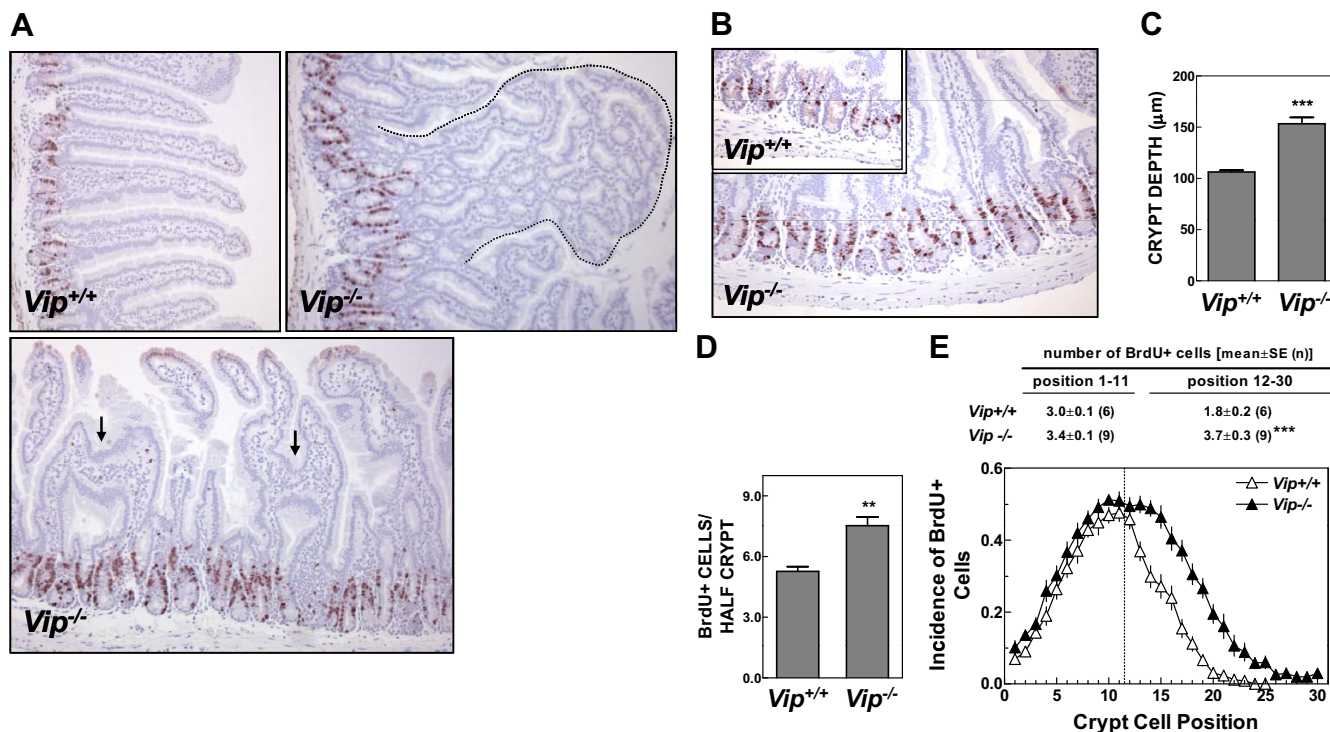 A
Vip+/+
Vip-/-
Vip-/-
B
Vip+/+
Vip-/-
C
CRYPT DEPTH (μm)
200
150
100
50
0
***
Vip+/+ Vip-/-
D
BrdU+ CELLS/
HALF CRYPT
9.0
6.0
3.0
0.0
**
Vip+/+ Vip-/-
E
number of BrdU+ cells [mean±SE (n)]
position 1-11 position 12-30
Vip+/+ 3.0±0.1 (6) 1.8±0.2 (6)
Vip -/- 3.4±0.1 (9) 3.7±0.3 (9)***
Incidence of BrdU+
Cells
0.6
0.4
0.2
0.0
Vip+/+
Vip-/-
0 5 10 15 20 25 30
Crypt Cell Position